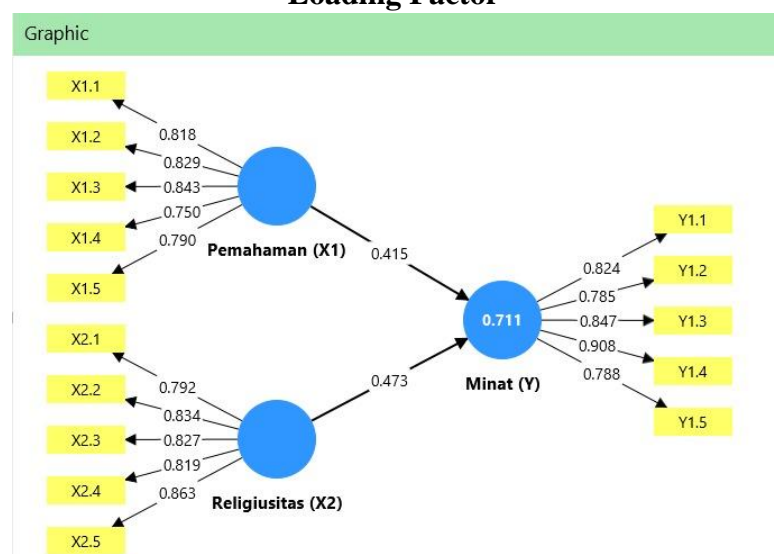 Loading Factor
Graphic
X1.1
X1.2
X1.3
X1.4
X1.5
0.818
0.829
0.843
0.750
0.790
Pemahaman (X1)
0.415
X2.1
X2.2
X2.3
X2.4
X2.5
0.792
0.834
0.827
0.819
0.863
Religiusitas (X2)
0.473
0.711
Minat (Y)
0.824
0.785
0.847
0.908
0.788
Y1.1
Y1.2
Y1.3
Y1.4
Y1.5